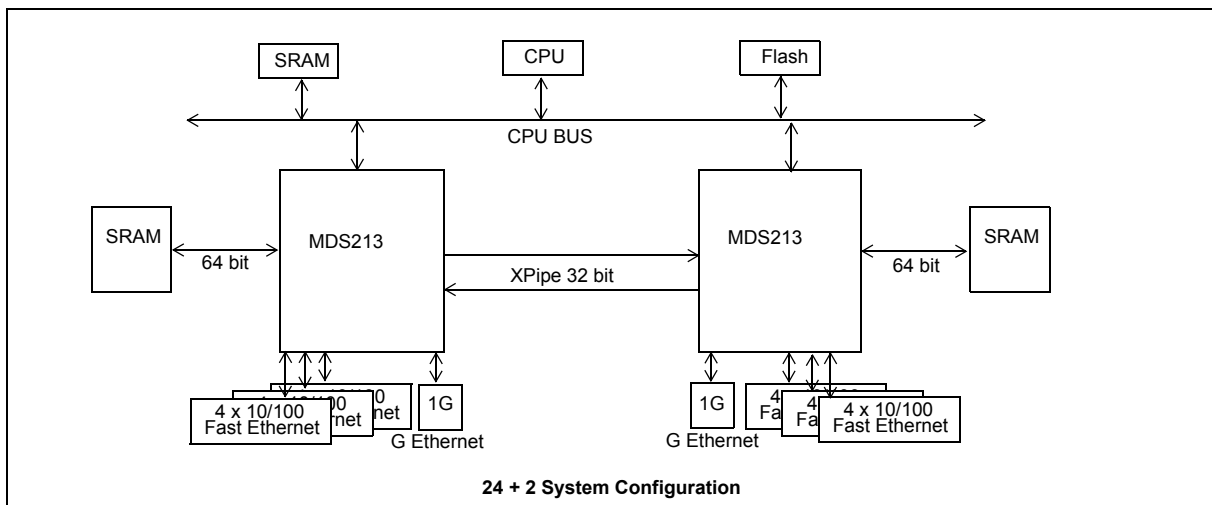 SRAM
CPU
Flash
CPU BUS
SRAM
MDS213
MDS213
SRAM
64 bit
XPipe 32 bit
64 bit
4 x 10/100
Fast Ethernet
1G
G Ethernet
1G
G Ethernet
4 x 10/100
Fast Ethernet
24 + 2 System Configuration